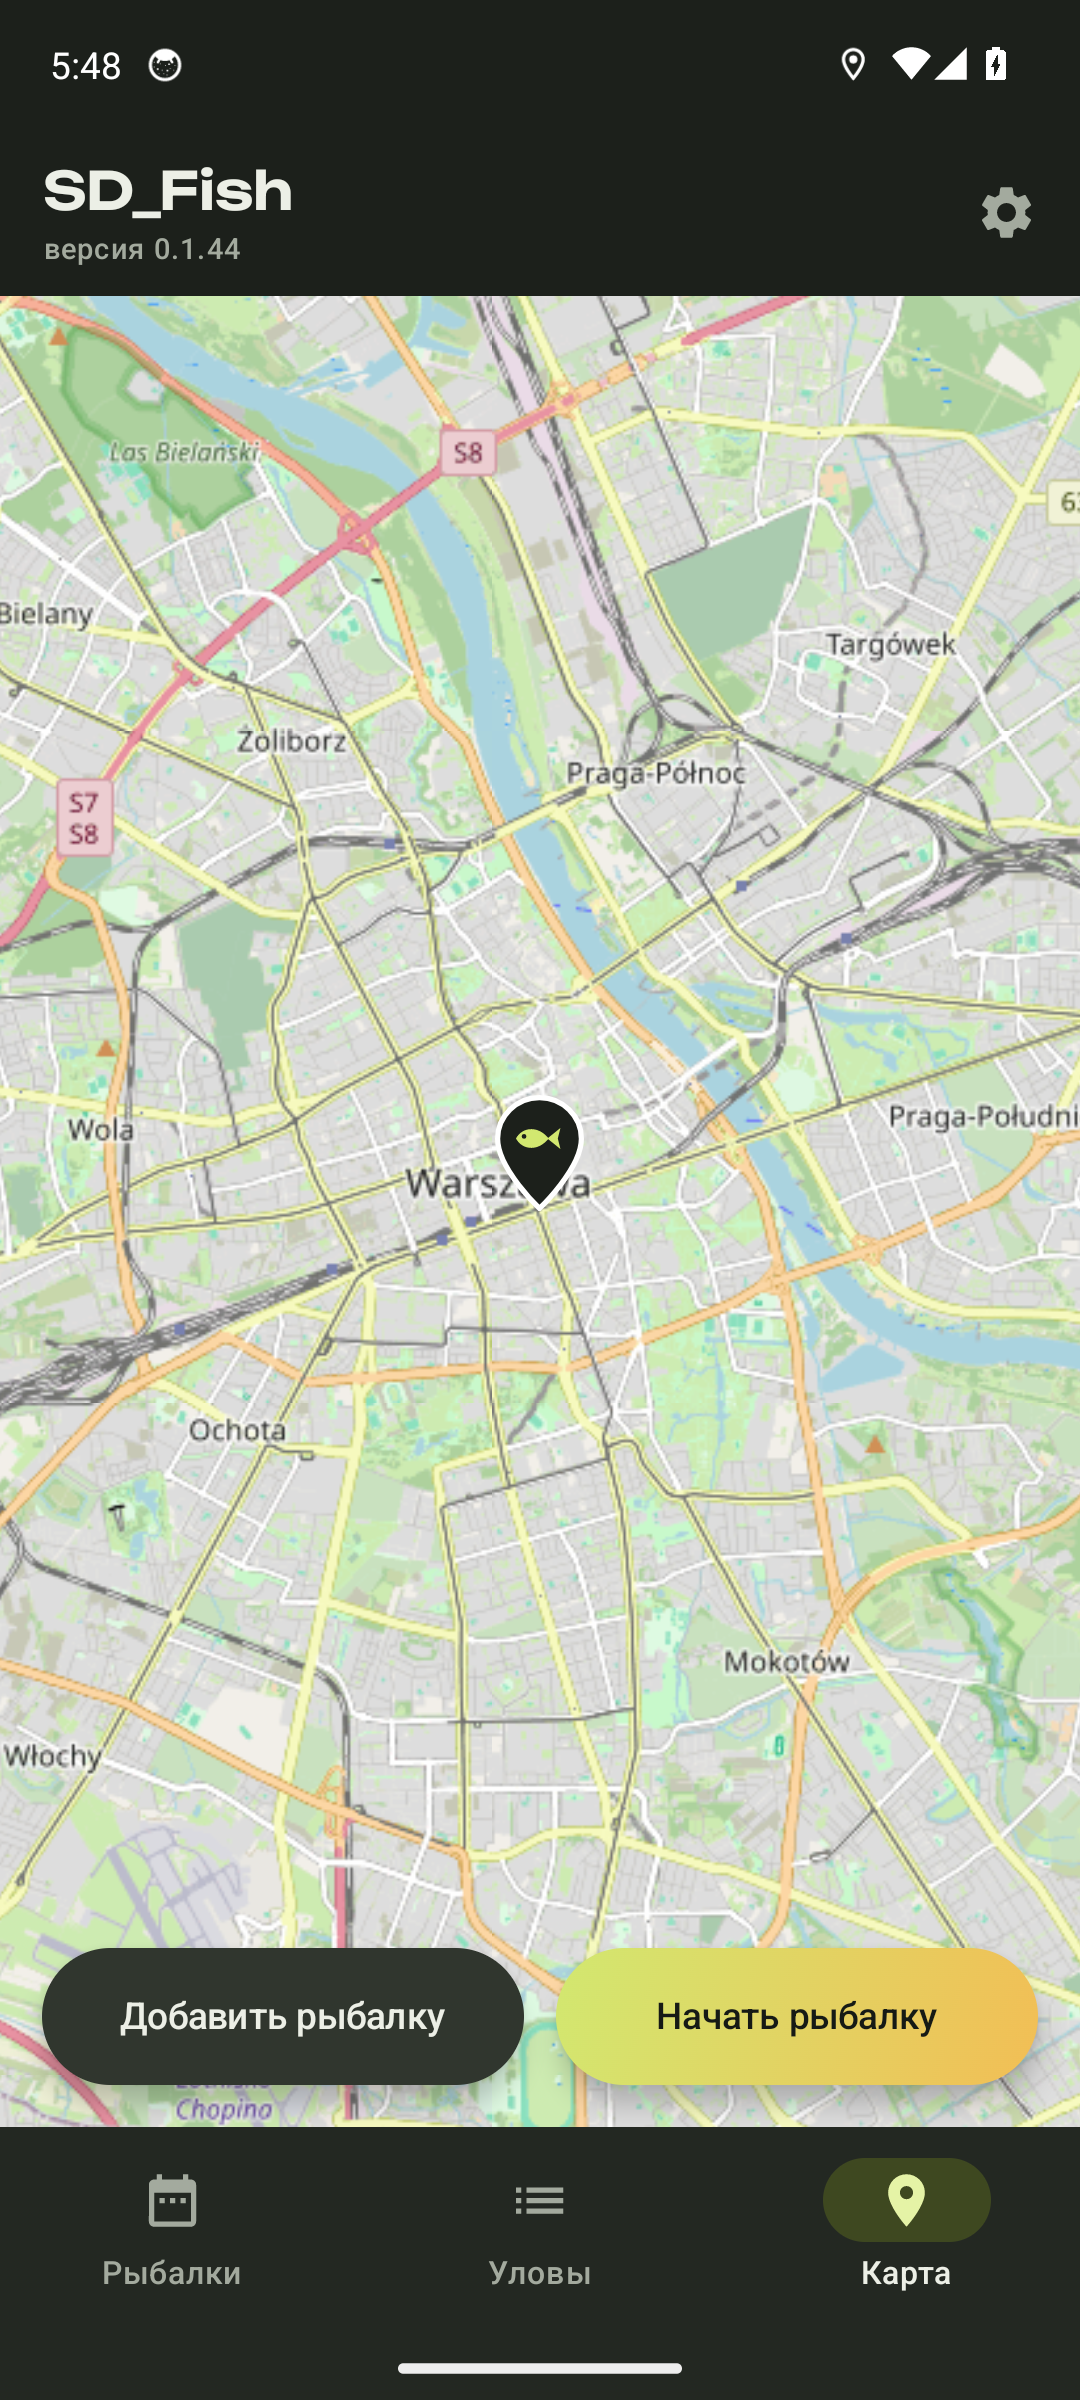 5:48
SD_Fish
версия 0.1.44
Las Bielański
S8
Bielany
Targówek
Żoliborz
Praga-Północ
S7
S8
Wola
Praga-Południ
Ochota
Mokotów
Włochy
Chopina
Добавить рыбалку
Начать рыбалку
Рыбалки
Уловы
Карта